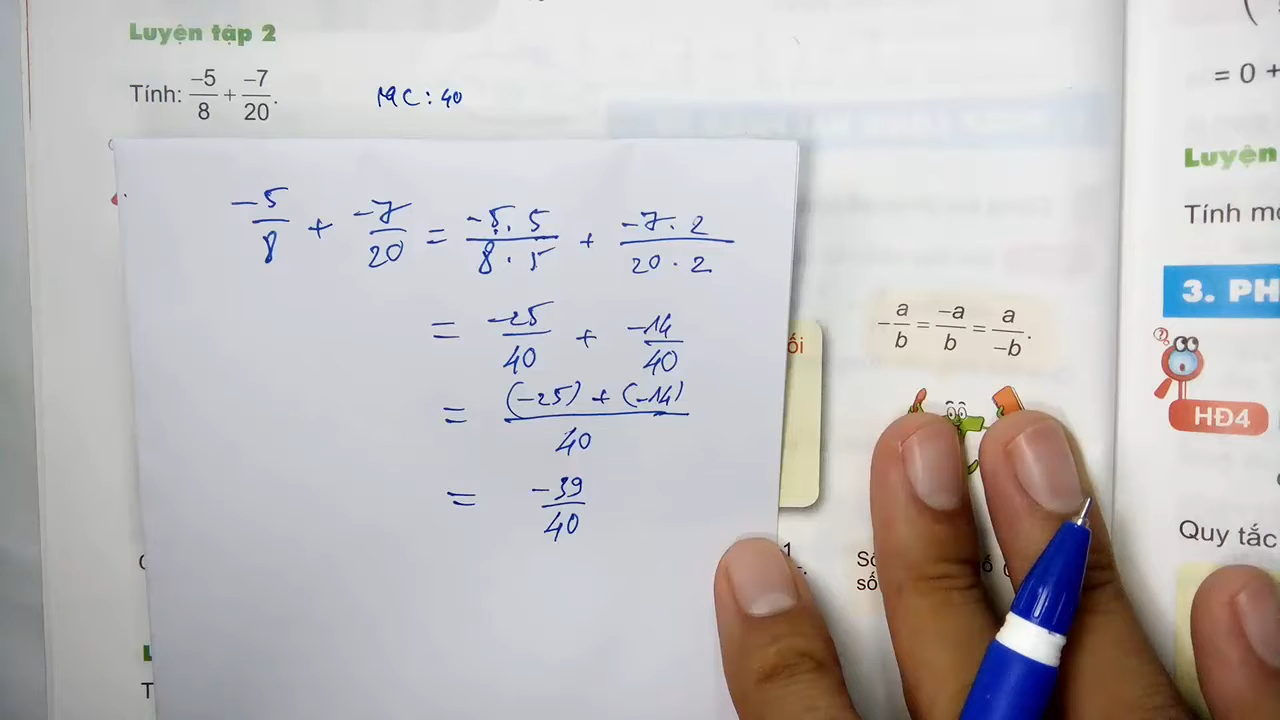 Luyện tập 2
Tính: -5/8 + -7/20.
MC: 40
-5/8 + -7/20 = -5.5/8.5 + -7.2/20.2
= -25/40 + -14/40
= (-25) + (-14)/40
= -39/40
ối
-a/b = -a/b = a/-b.
= 0 +
Luyện
Tính
3. PH
HĐ4
Quy tắc
số